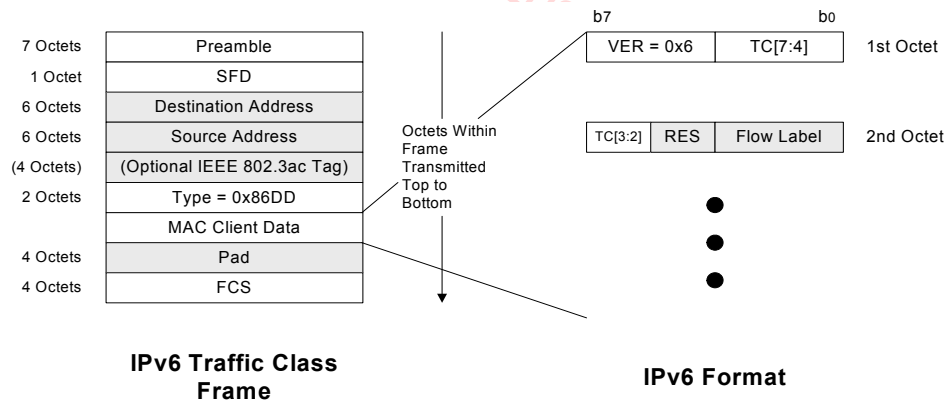 b7 b0
7 Octets Preamble
VER = 0x6 TC[7:4] 1st Octet
1 Octet SFD
6 Octets Destination Address
6 Octets Source Address
(4 Octets) (Optional IEEE 802.3ac Tag)
2 Octets Type = 0x86DD
MAC Client Data
4 Octets Pad
4 Octets FCS
Octets Within
Frame
Transmitted
Top to
Bottom
TC[3:2] RES Flow Label 2nd Octet
IPv6 Traffic Class
Frame
IPv6 Format